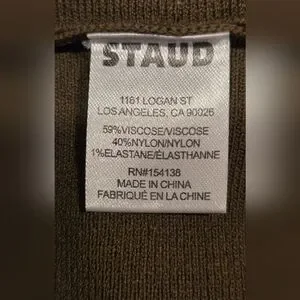 STAUD
1161 LOGAN ST
LOS ANGELES, CA 90026
59%VISCOSE/VISCOSE
40%NYLON/NYLON
1%ELASTANE/ÉLASTHANNE
RN#154138
MADE IN CHINA
FABRIQUÉ EN LA CHINE